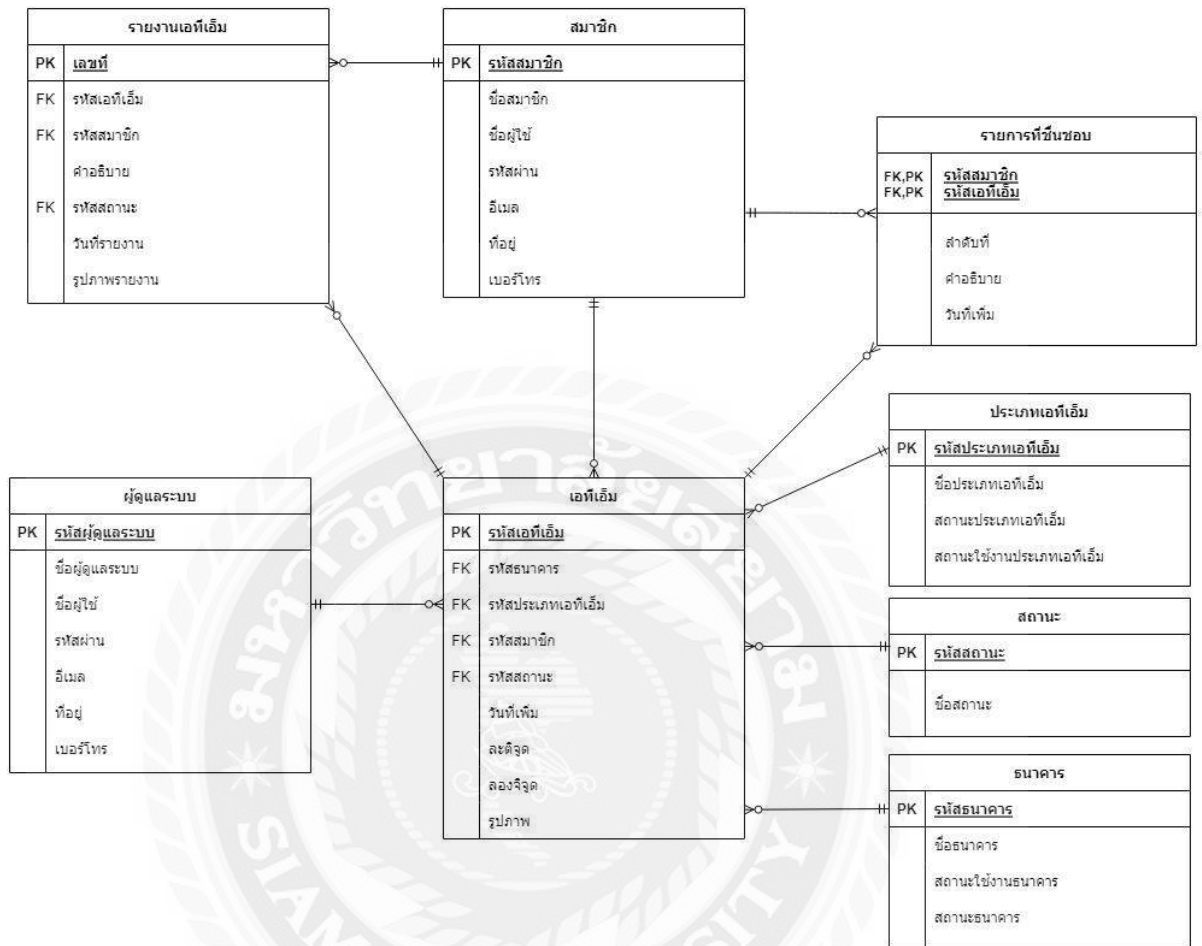 รายงานเอทีเอ็ม
PK เลขที่
FK รหัสเอทีเอ็ม
FK รหัสสมาชิก
คำอธิบาย
FK รหัสสถานะ
วันที่รายงาน
รูปภาพรายงาน
สมาชิก
PK รหัสสมาชิก
ชื่อสมาชิก
ชื่อผู้ใช้
รหัสผ่าน
อีเมล
ที่อยู่
เบอร์โทร
รายการที่ชื่นชอบ
FK,PK รหัสสมาชิก
FK,PK รหัสเอทีเอ็ม
ลำดับที่
คำอธิบาย
วันที่เพิ่ม
ผู้ดูแลระบบ
PK รหัสผู้ดูแลระบบ
ชื่อผู้ดูแลระบบ
ชื่อผู้ใช้
รหัสผ่าน
อีเมล
ที่อยู่
เบอร์โทร
เอทีเอ็ม
PK รหัสเอทีเอ็ม
FK รหัสธนาคาร
FK รหัสประเภทเอทีเอ็ม
FK รหัสสมาชิก
FK รหัสสถานะ
วันที่เพิ่ม
ละติจูด
ลองจิจูด
รูปภาพ
ประเภทเอทีเอ็ม
PK รหัสประเภทเอทีเอ็ม
ชื่อประเภทเอทีเอ็ม
สถานะประเภทเอทีเอ็ม
สถานะใช้งานประเภทเอทีเอ็ม
สถานะ
PK รหัสสถานะ
ชื่อสถานะ
ธนาคาร
PK รหัสธนาคาร
ชื่อธนาคาร
สถานะใช้งานธนาคาร
สถานะธนาคาร
มหาวิทยาลัยสยาม